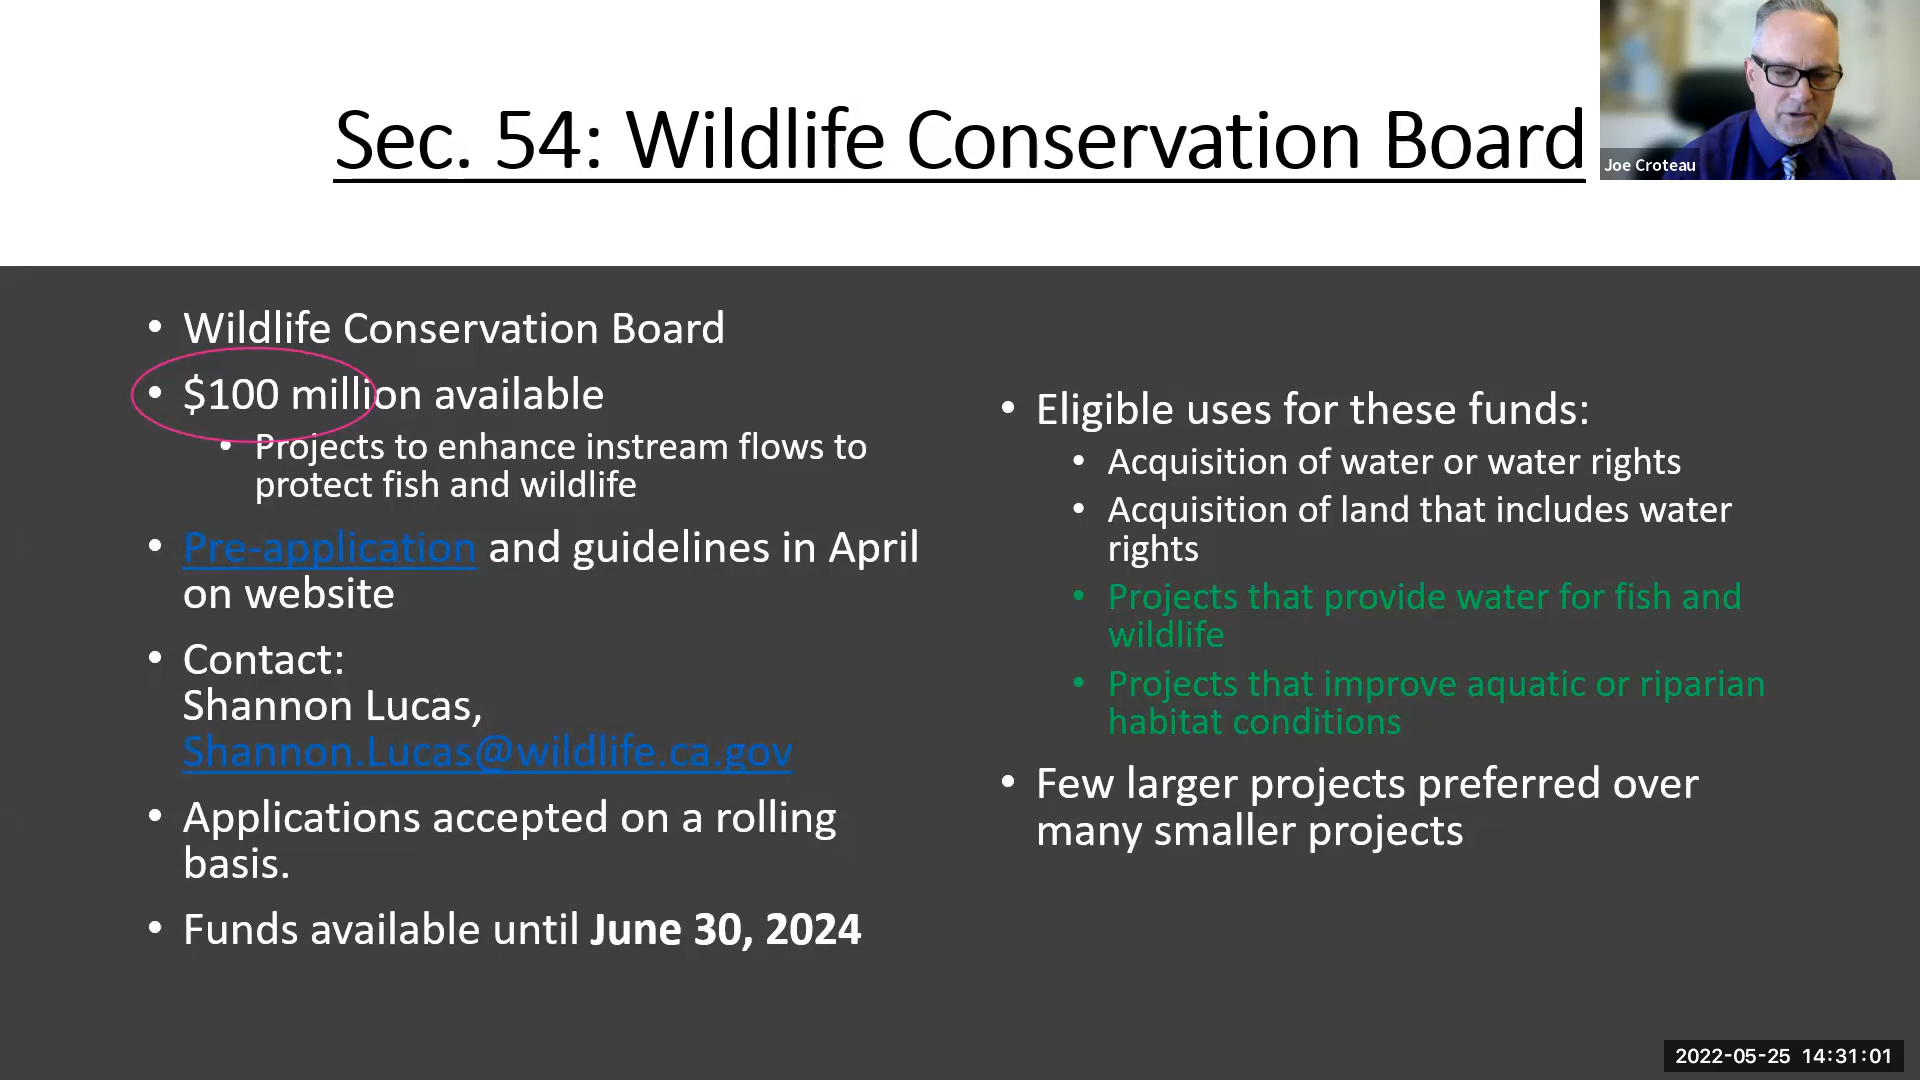 Sec. 54: Wildlife Conservation Board
Joe Croteau
• Wildlife Conservation Board
• $100 million available
• Projects to enhance instream flows to
protect fish and wildlife
• Pre-application and guidelines in April
on website
• Contact:
Shannon Lucas,
Shannon.Lucas@wildlife.ca.gov
• Applications accepted on a rolling
basis.
• Funds available until June 30, 2024
• Eligible uses for these funds:
• Acquisition of water or water rights
• Acquisition of land that includes water
rights
• Projects that provide water for fish and
wildlife
• Projects that improve aquatic or riparian
habitat conditions
• Few larger projects preferred over
many smaller projects
2022-05-25 14:31:01